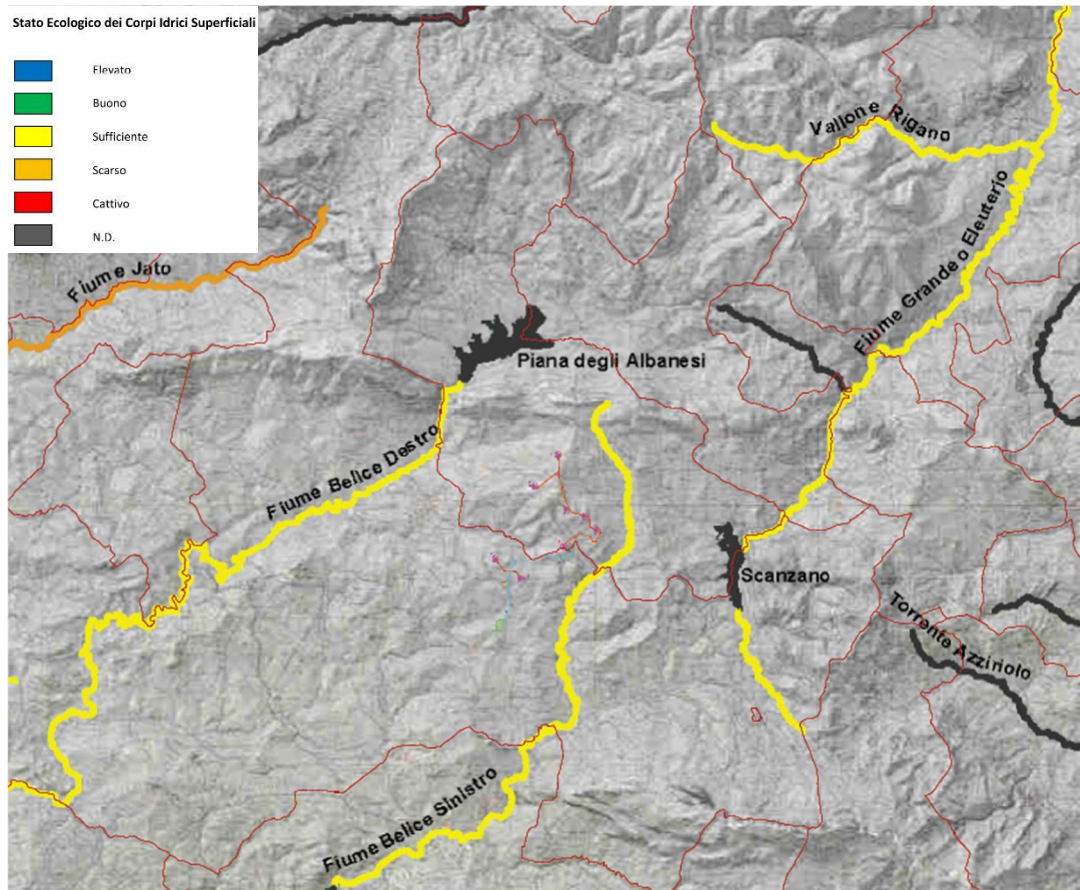 Stato Ecologico dei Corpi Idrici Superficiali
Elevato
Buono
Sufficiente
Scarso
Cattivo
N.D.
Vallone Rigano
Fiume Jato
Fiume Grande o Eleuterio
Piana degli Albanesi
Fiume Belice Destro
Scanzano
Torrente Azziriolo
Fiume Belice Sinistro